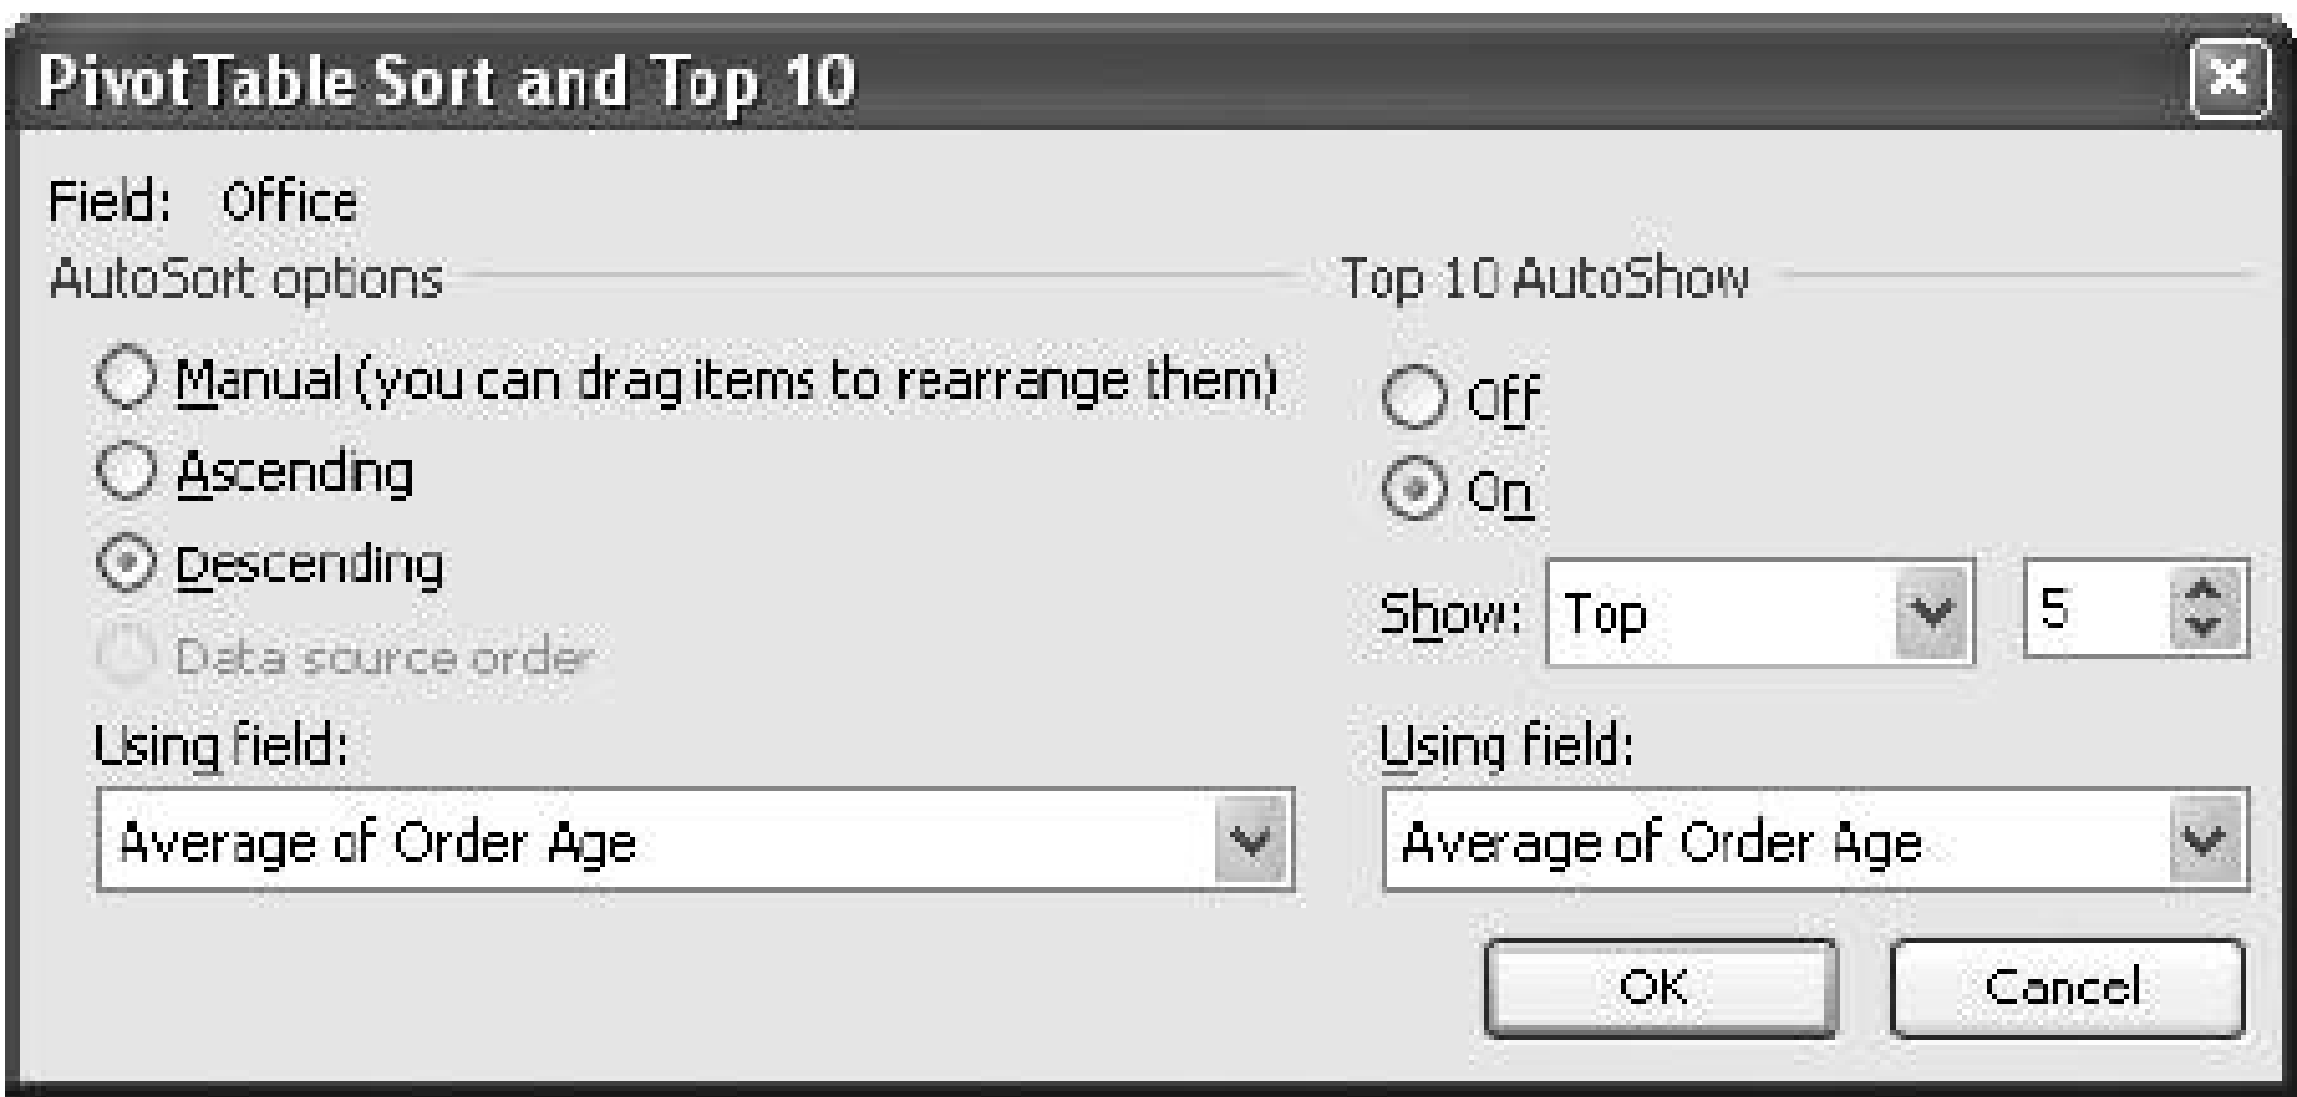 PivotTable Sort and Top 10
Field: Office
AutoSort options
Manual (you can drag items to rearrange them)
Ascending
Descending
Data source order
Using field:
Average of Order Age
Top 10 AutoShow
Off
On
Show: Top 5
Using field:
Average of Order Age
OK Cancel